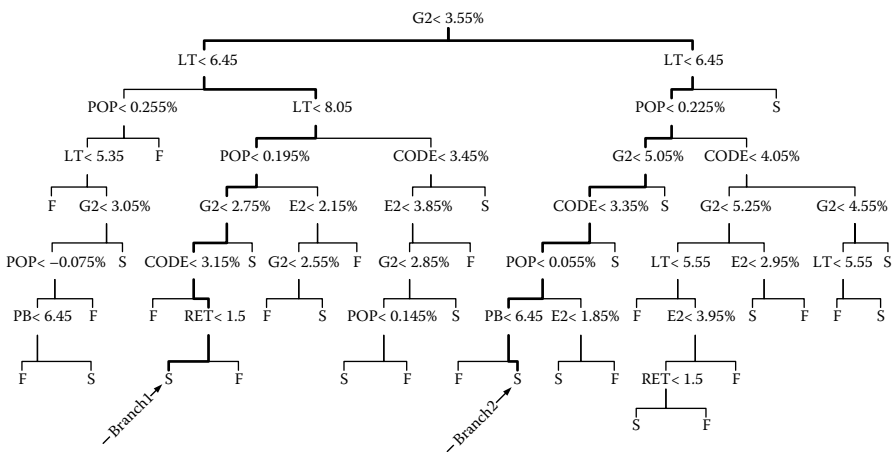 G2< 3.55%
LT< 6.45 LT< 6.45
POP< 0.255% LT< 8.05 POP< 0.225% S
LT< 5.35 F POP< 0.195% CODE< 3.45% G2< 5.05% CODE< 4.05%
F G2< 3.05% G2< 2.75% E2< 2.15% E2< 3.85% S CODE< 3.35% S G2< 5.25% G2< 4.55%
POP< −0.075% S CODE< 3.15% S G2< 2.55% F G2< 2.85% F POP< 0.055% S LT< 5.55 E2< 2.95% LT< 5.55 S
PB< 6.45 F F RET< 1.5 F S POP< 0.145% S PB< 6.45 E2< 1.85% F E2< 3.95% S F F S
F S S F S F F S S F RET< 1.5 F
Branch1 Branch2 S F